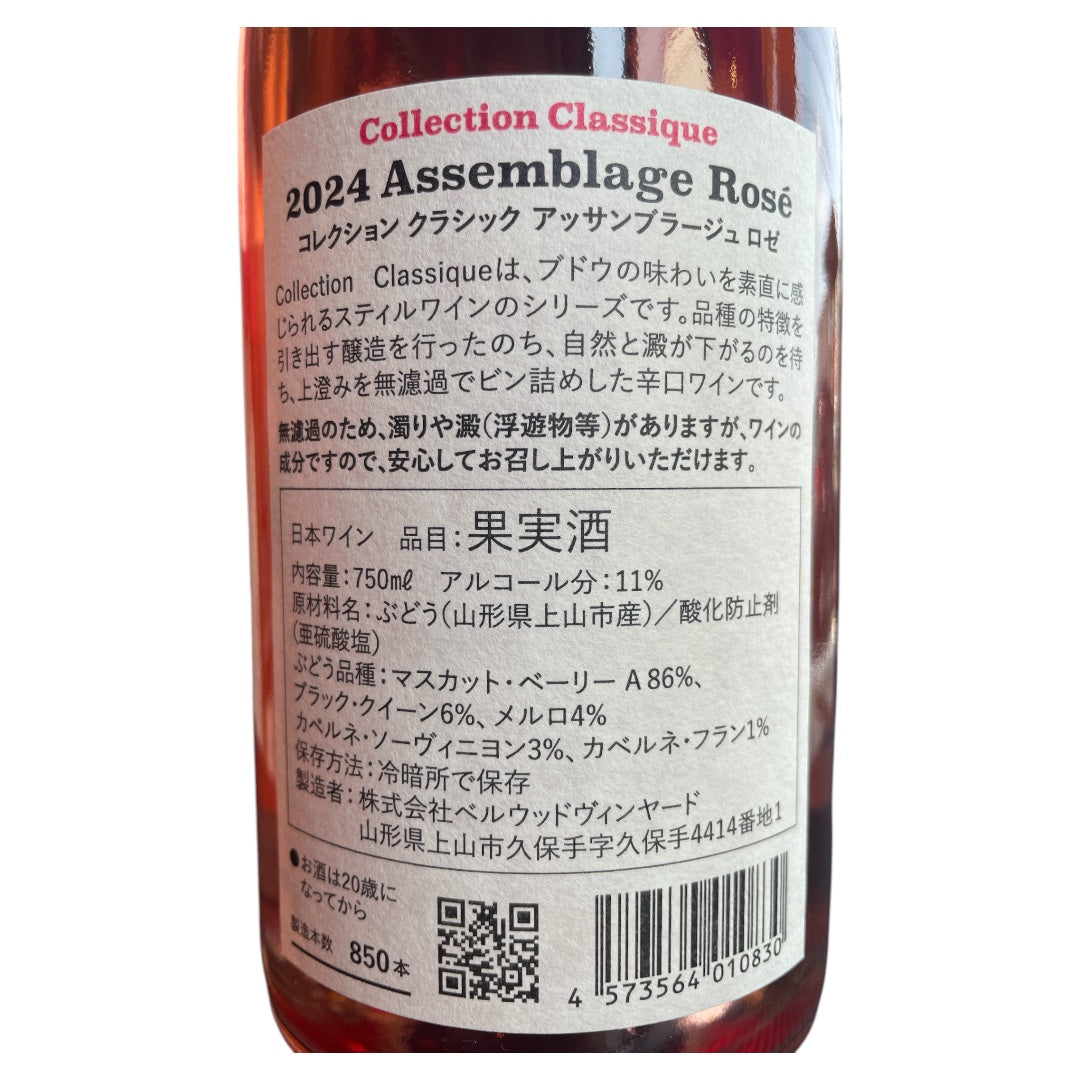 Collection Classique
2024 Assemblage Rosé
コレクション クラシック アッサンブラージュ ロゼ
Collection Classiqueは、ブドウの味わいを素直に感
じられるスティルワインのシリーズです。品種の特徴を
引き出す醸造を行ったのち、自然と澱が下がるのを待
ち、上澄みを無濾過でビン詰めした辛口ワインです。
無濾過のため、濁りや澱(浮遊物等)がありますが、ワインの
成分ですので、安心してお召し上がりいただけます。
日本ワイン 品目:果実酒
内容量:750mℓ アルコール分:11%
原材料名:ぶどう(山形県上山市産)/酸化防止剤
(亜硫酸塩)
ぶどう品種:マスカット・ベーリー A 86%、
ブラック・クイーン6%、メルロ4%
カベルネ・ソーヴィニヨン3%、カベルネ・フラン1%
保存方法:冷暗所で保存
製造者:株式会社ベルウッドヴィンヤード
山形県上山市久保手字久保手4414番地1
●お酒は20歳に
なってから
製造本数 850本
4 573564 010830